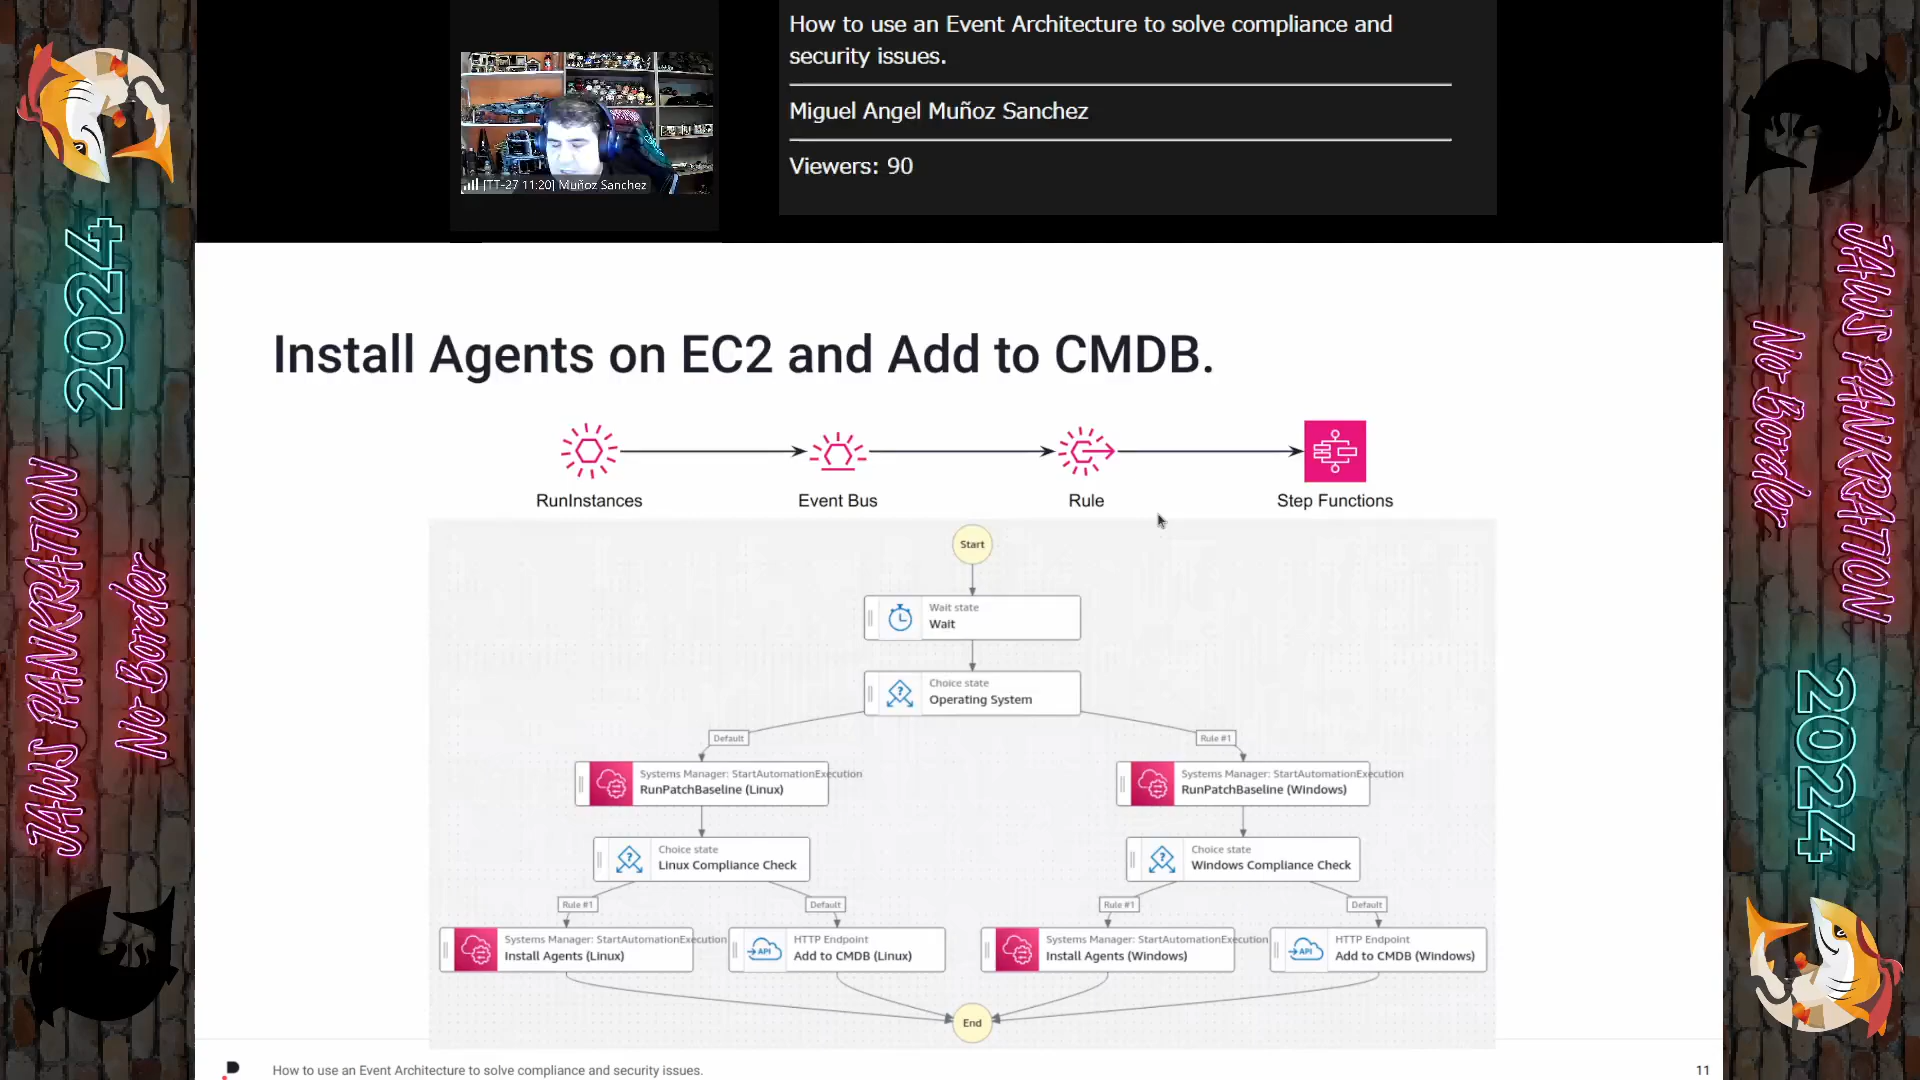 How to use an Event Architecture to solve compliance and
security issues.
Miguel Angel Muñoz Sanchez
Viewers: 90
[TT-27 11:20] Muñoz Sanchez
2024
JAWS PANKRATION
No Border
JAWS PANKRATION
No Border
2024
Install Agents on EC2 and Add to CMDB.
RunInstances
Event Bus
Rule
Step Functions
Start
Wait state
Wait
Choice state
Operating System
Default
Rule #1
Systems Manager: StartAutomationExecution
RunPatchBaseline (Linux)
Systems Manager: StartAutomationExecution
RunPatchBaseline (Windows)
Choice state
Linux Compliance Check
Choice state
Windows Compliance Check
Rule #1
Default
Rule #1
Default
Systems Manager: StartAutomationExecution
Install Agents (Linux)
HTTP Endpoint
Add to CMDB (Linux)
Systems Manager: StartAutomationExecution
Install Agents (Windows)
HTTP Endpoint
Add to CMDB (Windows)
API
API
End
How to use an Event Architecture to solve compliance and security issues.
11